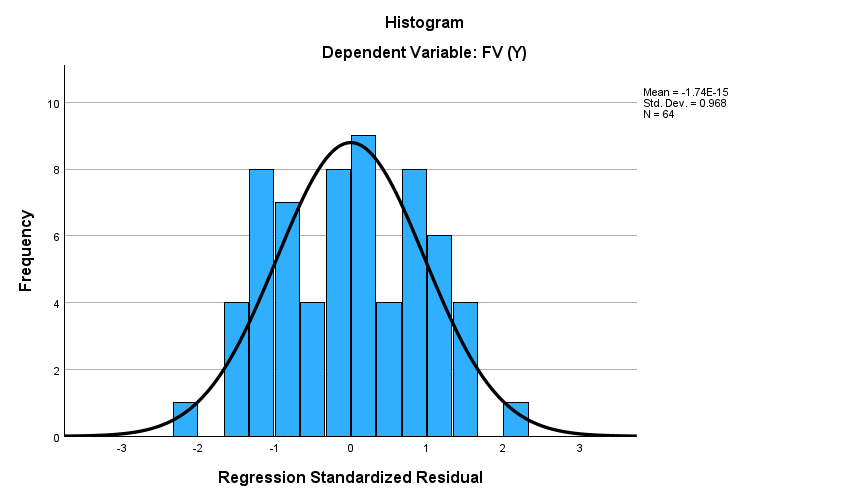 Histogram
Dependent Variable: FV (Y)
Mean = -1.74E-15
Std. Dev. = 0.968
N = 64
Frequency
10
8
6
4
2
0
-3 -2 -1 0 1 2 3
Regression Standardized Residual